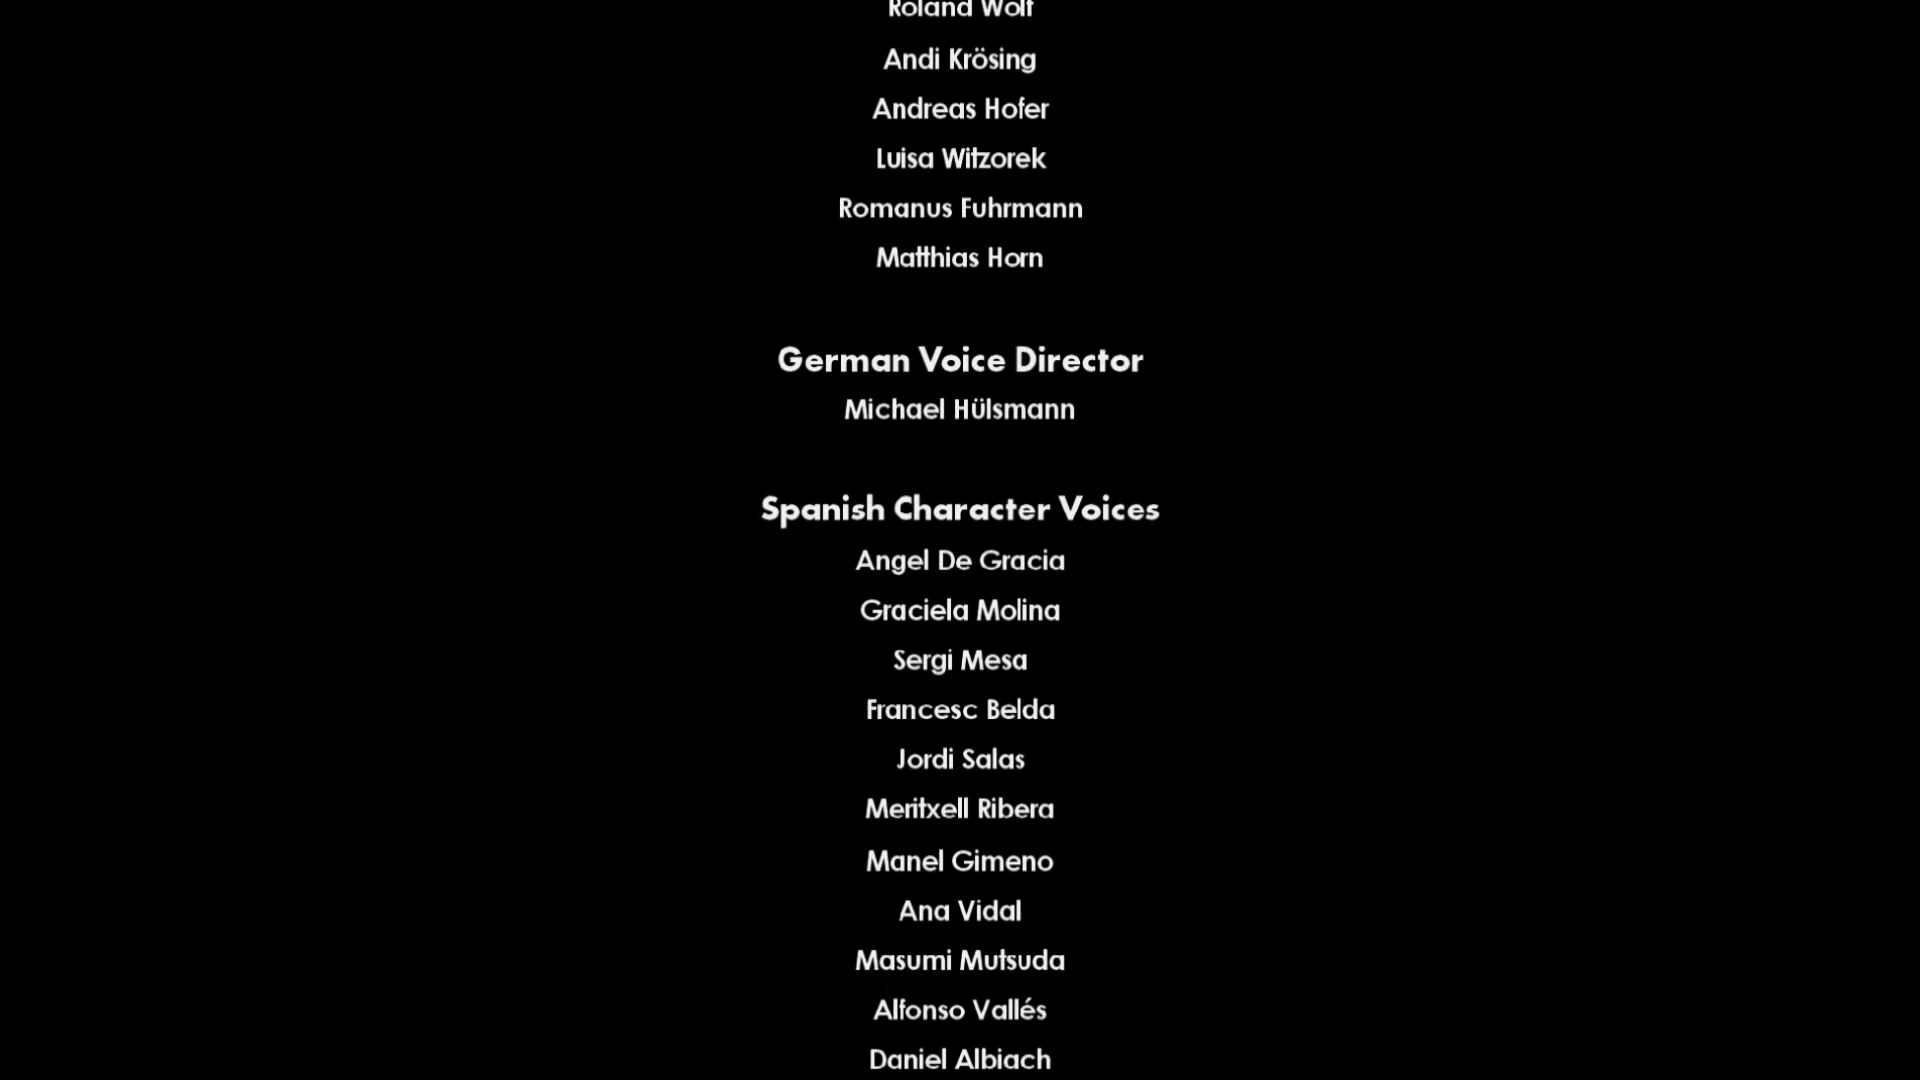 Roland Wolf
Andi Krösing
Andreas Hofer
Luisa Witzorek
Romanus Fuhrmann
Matthias Horn
German Voice Director
Michael Hülsmann
Spanish Character Voices
Angel De Gracia
Graciela Molina
Sergi Mesa
Francesc Belda
Jordi Salas
Meritxell Ribera
Manel Gimeno
Ana Vidal
Masumi Mutsuda
Alfonso Vallés
Daniel Albiach